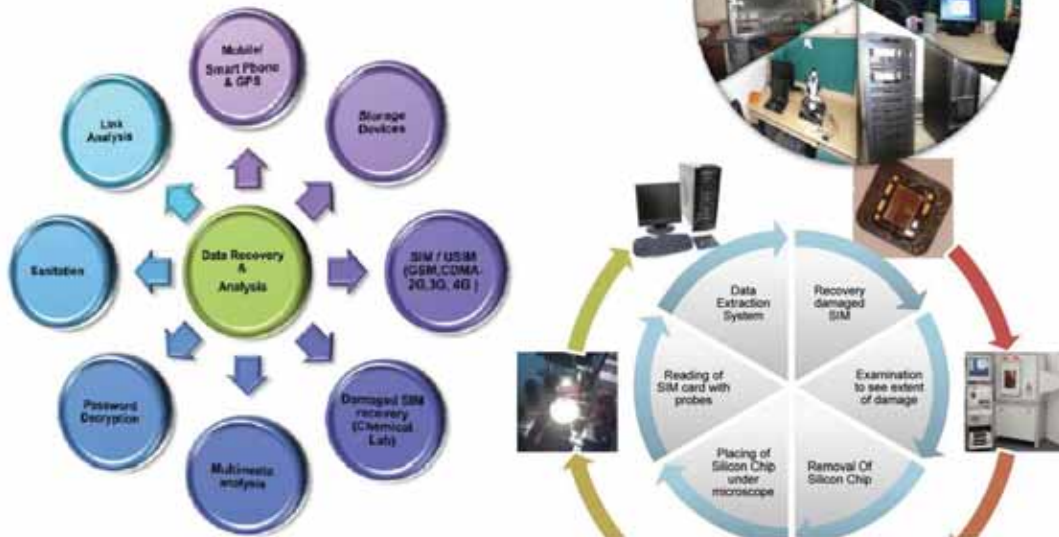 Mobile/
Smart Phone
& GPS
Storage
Devices
SIM / USIM
(GSM,CDMA-
2G,3G, 4G )
Damaged SIM
recovery
(Chemical
Lab)
Multimedia
analysis
Password
Decryption
Sanitation
Link
Analysis
Data Recovery
&
Analysis
Data
Extraction
System
Recovery
damaged
SIM
Examination
to see extent
of damage
Removal Of
Silicon Chip
Placing of
Silicon Chip
under
microscope
Reading of
SIM card with
probes